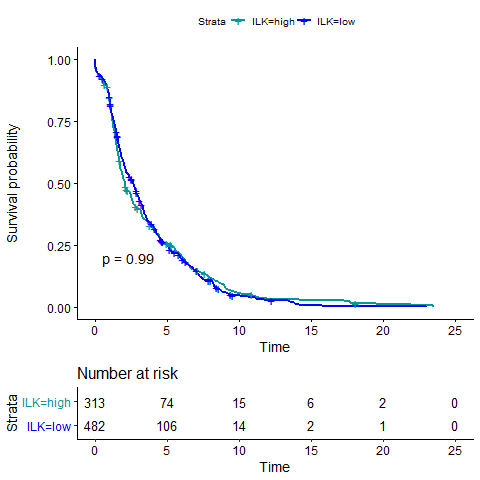 Strata ILK=high ILK=low
1.00
0.75
0.50
0.25
0.00
Survival probability
p = 0.99
0 5 10 15 20 25
Time
Number at risk
Strata
ILK=high 313 74 15 6 2 0
ILK=low 482 106 14 2 1 0
0 5 10 15 20 25
Time